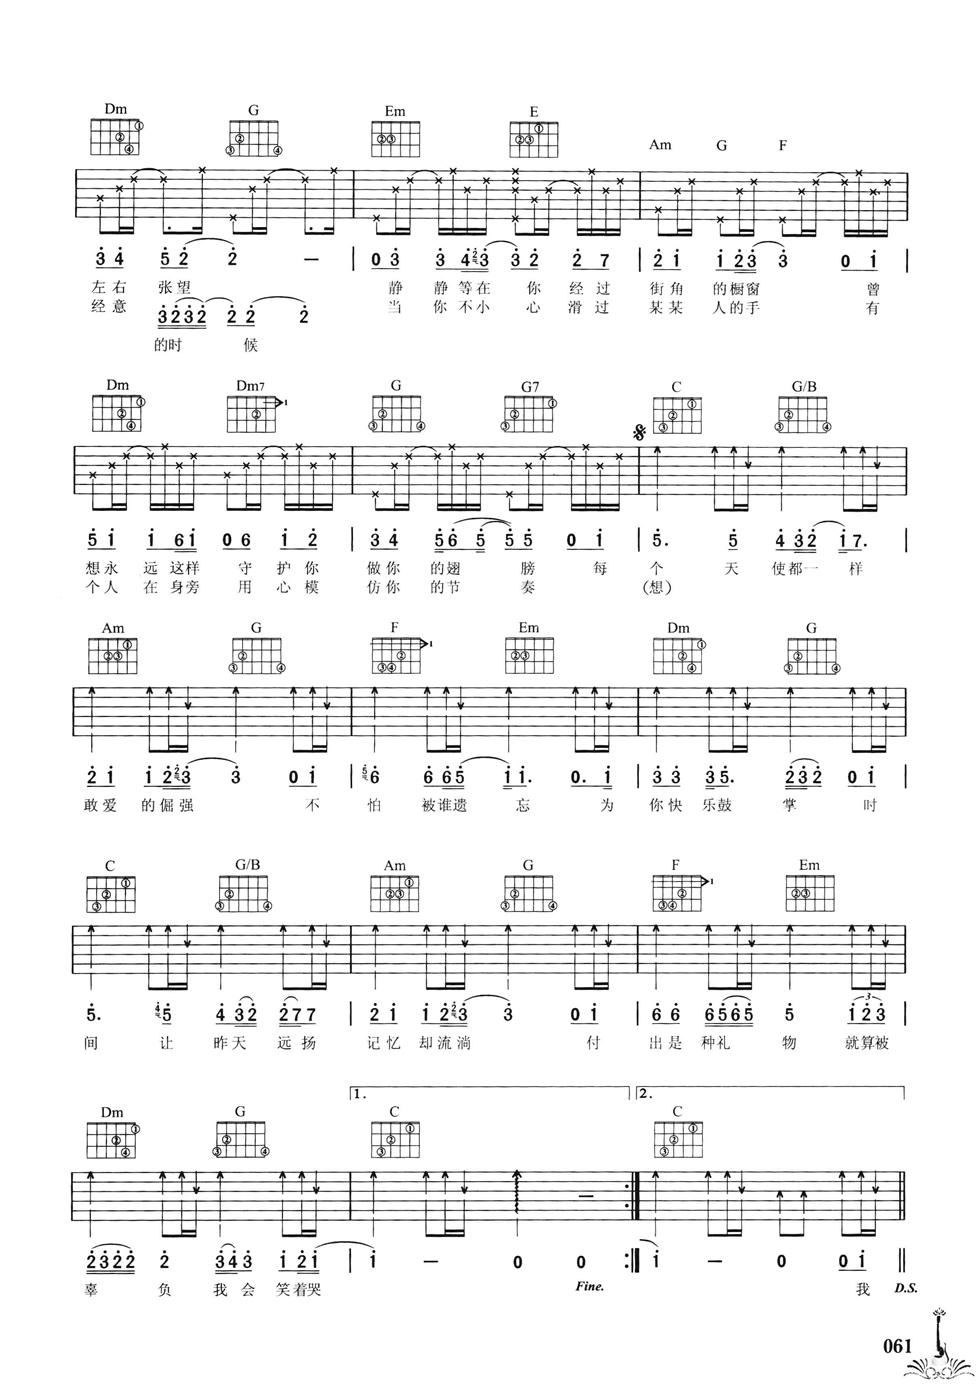 Dm G Em E Am G F
3 4 5 2 2 — 0 3 3 4 3 3 2 2 7 2 1 1 2 3 3 0 1
左右 张望 静 静等在 你 经过 街角 的橱窗 曾
经意 当 你不小 心 滑过 某某 人的手 有
3 2 3 2 2 2 2
的时 候
Dm Dm7 G G7 C G/B
5 1 1 6 1 0 6 1 2 3 4 5 6 5 5 5 0 1 5. 5 4 3 2 1 7.
想永 远这样 守 护你 做你 的翅 膀 每 个 天 使都一 样
个人 在身旁 用 心模 仿你 的节 奏 (想)
Am G F Em Dm G
2 1 1 2 3 3 0 1 6 6 6 5 1 1. 0. 1 3 3 3 5. 2 3 2 0 1
敢爱 的倔强 不 怕 被谁遗 忘 为 你快 乐鼓 掌 时
C G/B Am G F Em
5. 5 4 3 2 2 7 7 2 1 1 2 3 3 0 1 6 6 6 5 6 5 5 1 2 3
间 让 昨天 远扬 记忆 却流淌 付 出是 种礼 物 就算被
1. 2.
Dm G C C
2 3 2 2 2 3 4 3 1 2 1 1 — 0 0 1 — 0 0 1
辜 负 我会 笑着哭 Fine. 我 D.S.
061